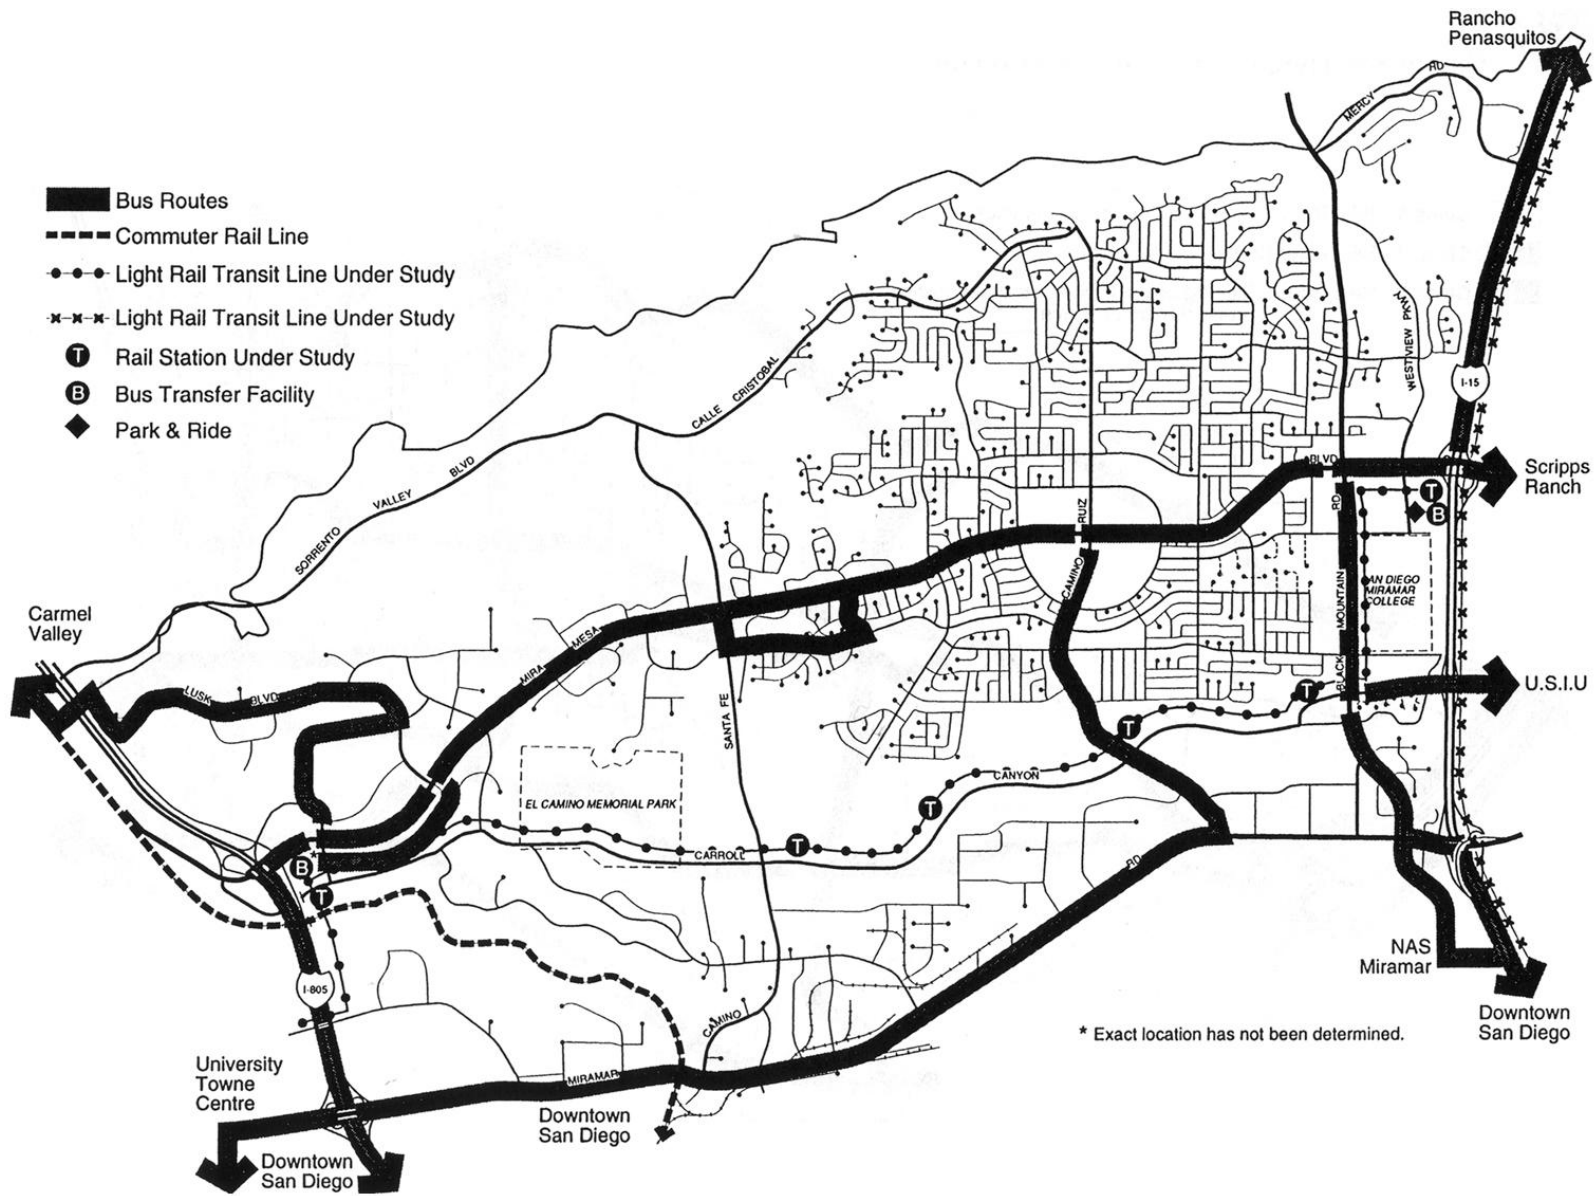 Rancho
Penasquitos
MERCY
RD
Bus Routes
Commuter Rail Line
Light Rail Transit Line Under Study
Light Rail Transit Line Under Study
T
Rail Station Under Study
B
Bus Transfer Facility
Park & Ride
WESTVIEW PKWY
I-15
CALLE CRISTOBAL
SORRENTO VALLEY BLVD
BLVD
Scripps
Ranch
T
B
RD
RUIZ
CAMINO
MOUNTAIN
BLACK
AN DIEGO
MIRAMAR
COLLEGE
Carmel
Valley
MIRA MESA
LUSK BLVD
SANTA FE
U.S.I.U
T
T
CANYON
EL CAMINO MEMORIAL PARK
T
T
CARROLL
RD
*
B
T
I-805
NAS
Miramar
CAMINO
* Exact location has not been determined.
Downtown
San Diego
University
Towne
Centre
MIRAMAR
Downtown
San Diego
Downtown
San Diego